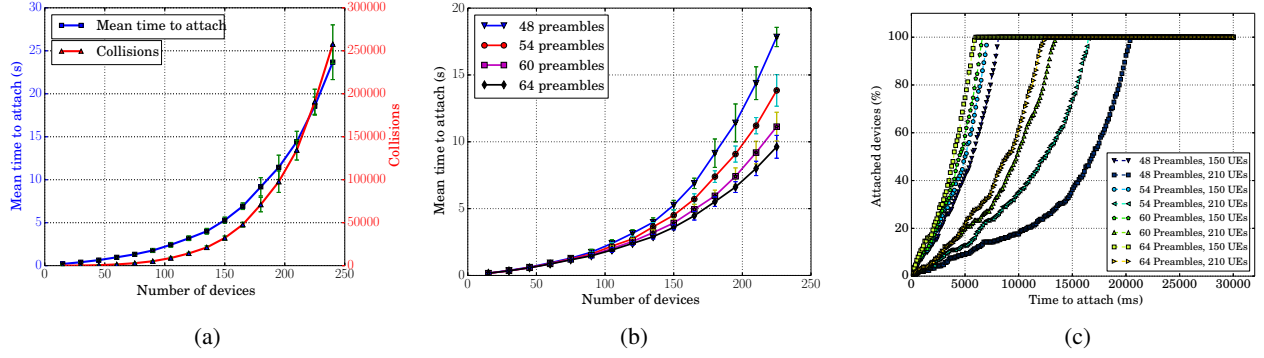 Mean time to attach
Collisions
Mean time to attach (s)
30
25
20
15
10
5
0
0
50
100
150
200
250
Number of devices
300000
250000
200000
150000
100000
50000
0
Collisions
(a)
48 preambles
54 preambles
60 preambles
64 preambles
Mean time to attach (s)
20
15
10
5
0
0
50
100
150
200
250
Number of devices
(b)
Attached devices (%)
100
80
60
40
20
0
0
5000
10000
15000
20000
25000
30000
Time to attach (ms)
48 Preambles, 150 UEs
48 Preambles, 210 UEs
54 Preambles, 150 UEs
54 Preambles, 210 UEs
60 Preambles, 150 UEs
60 Preambles, 210 UEs
64 Preambles, 150 UEs
64 Preambles, 210 UEs
(c)